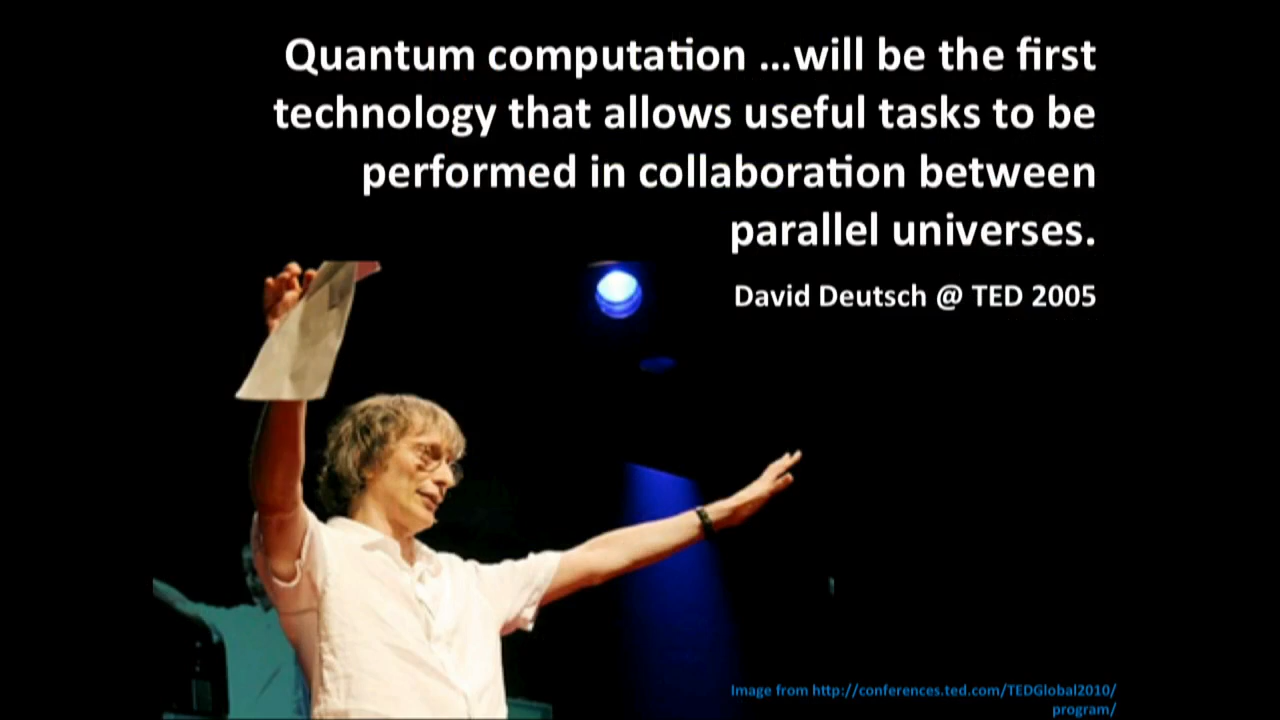 Quantum computation ...will be the first
technology that allows useful tasks to be
performed in collaboration between
parallel universes.
David Deutsch @ TED 2005
Image from http://conferences.ted.com/TEDGlobal2010/
program/